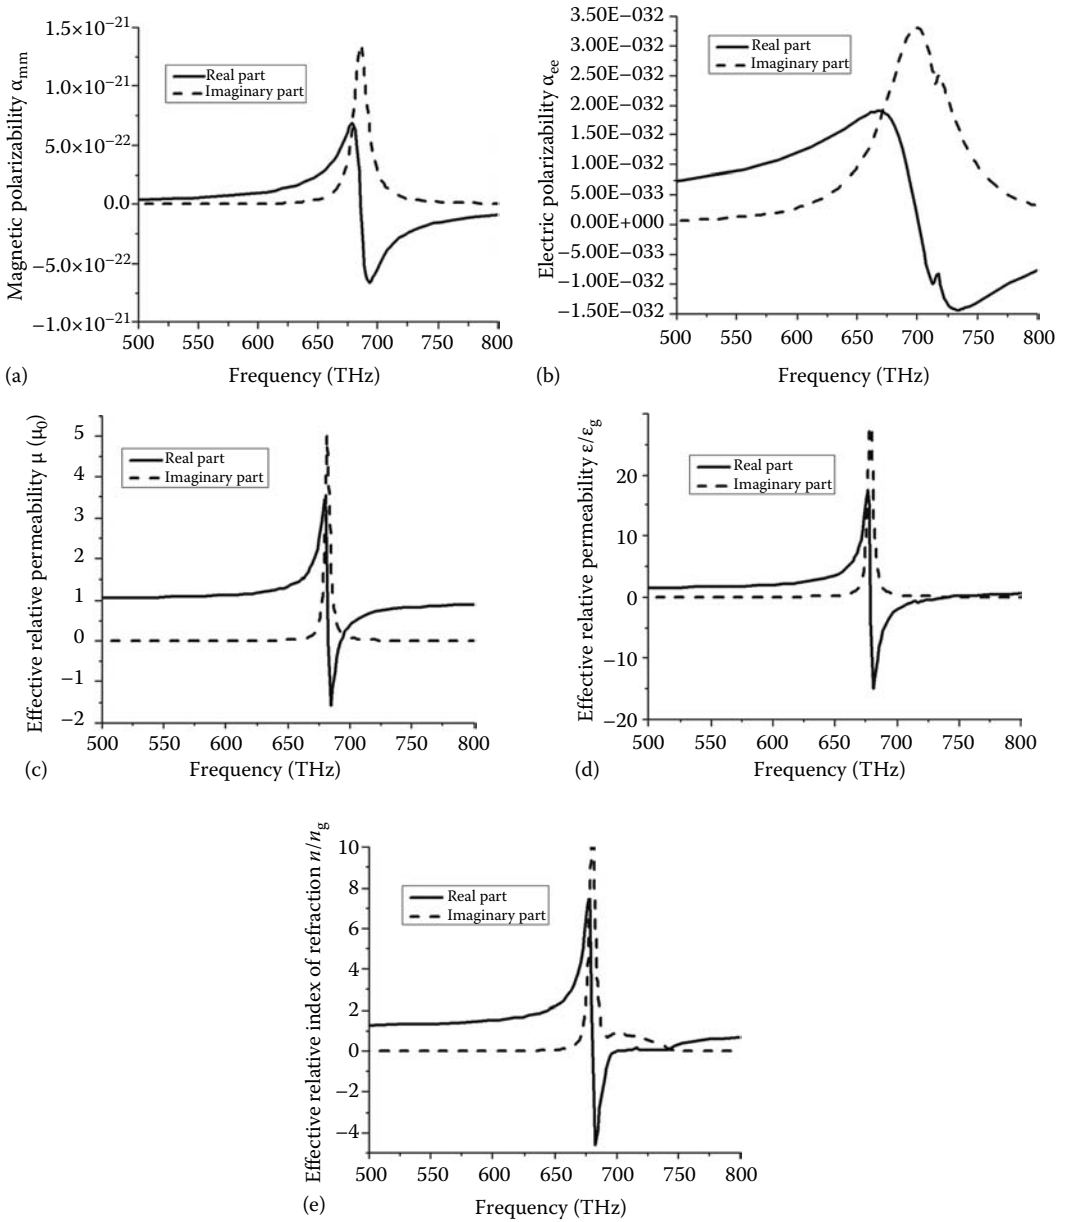 Magnetic polarizability αmm
1.5×10−21
1.0×10−21
5.0×10−22
0.0
−5.0×10−22
−1.0×10−21
Real part
Imaginary part
500 550 600 650 700 750 800
Frequency (THz)
(a)
Electric polarizability αee
3.50E−032
3.00E−032
2.50E−032
2.00E−032
1.50E−032
1.00E−032
5.00E−033
0.00E+000
−5.00E−033
−1.00E−032
−1.50E−032
Real part
Imaginary part
500 550 600 650 700 750 800
Frequency (THz)
(b)
Effective relative permeability μ (μ0)
5
4
3
2
1
0
−1
−2
Real part
Imaginary part
500 550 600 650 700 750 800
Frequency (THz)
(c)
Effective relative permeability ε/εg
20
10
0
−10
−20
Real part
Imaginary part
500 550 600 650 700 750 800
Frequency (THz)
(d)
Effective relative index of refraction n/ng
10
8
6
4
2
0
−2
−4
Real part
Imaginary part
500 550 600 650 700 750 800
Frequency (THz)
(e)